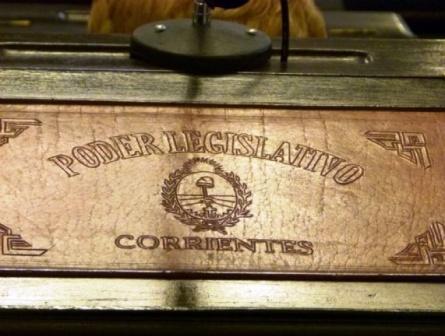 PODER LEGISLATIVO
CORRIENTES